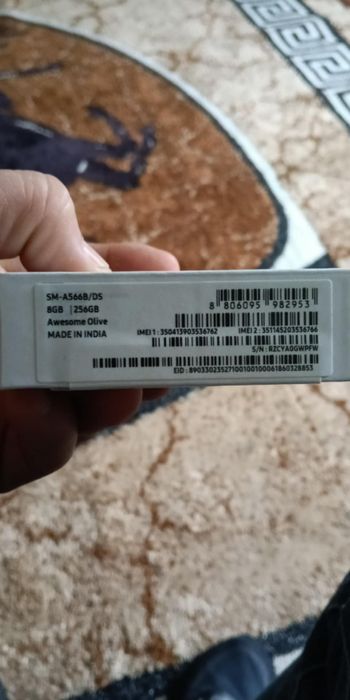 SM-A566B/DS
8GB | 256GB
Awesome Olive
MADE IN INDIA
8 806095 982953
IMEI 1 : 350413903536762 IMEI 2 : 351145203536766
S/N : RZCYA0GWPFW
EID : 89033023527100100100061860328853